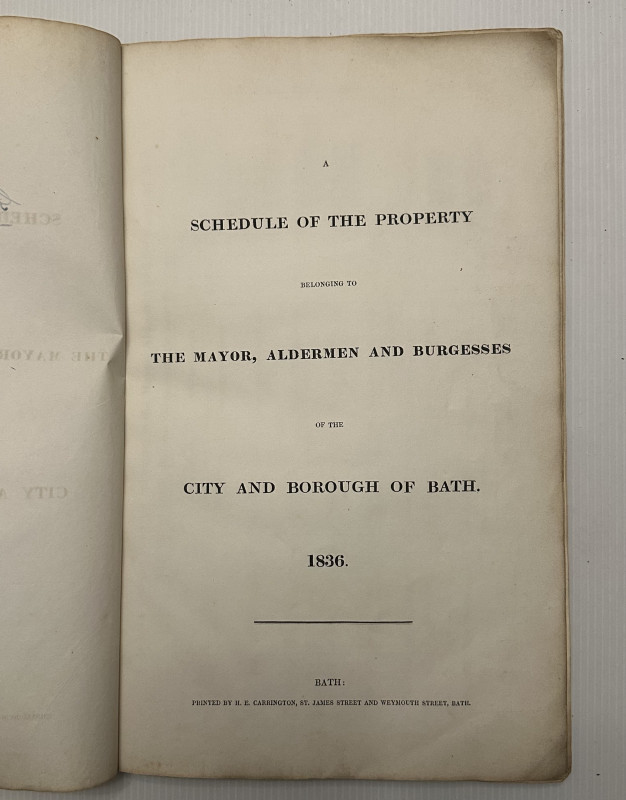 A
SCHEDULE OF THE PROPERTY
BELONGING TO
THE MAYOR, ALDERMEN AND BURGESSES
OF THE
CITY AND BOROUGH OF BATH.
1836.
BATH:
PRINTED BY H. E. CARRINGTON, ST. JAMES STREET AND WEYMOUTH STREET, BATH.